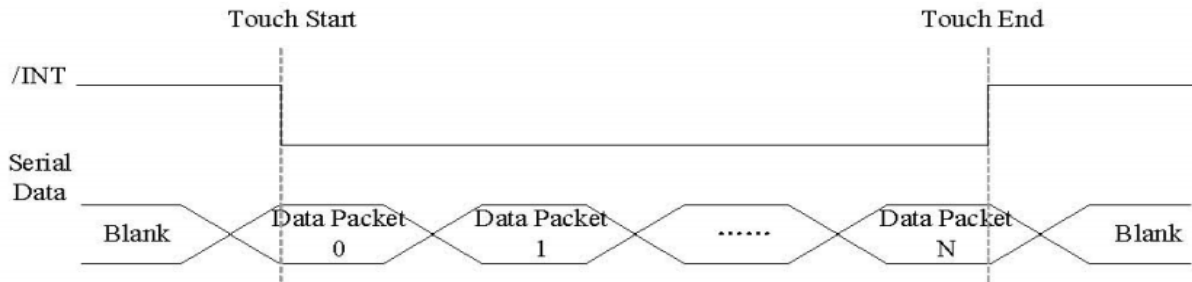 Touch Start
Touch End
/INT
Serial
Data
Blank
Data Packet
0
Data Packet
1
......
Data Packet
N
Blank